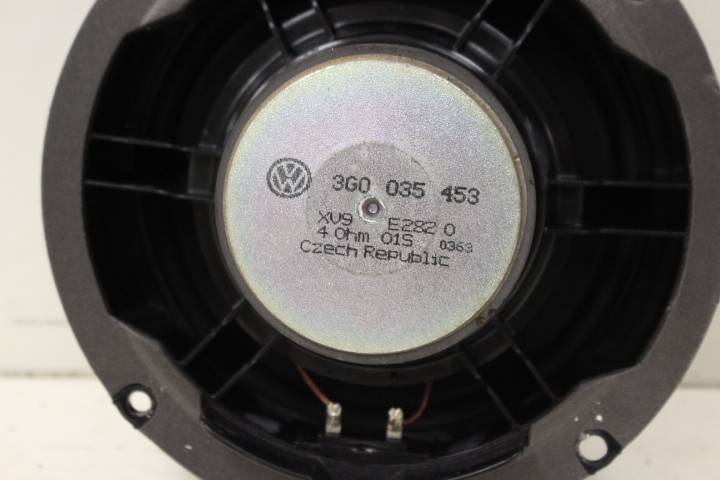 3G0 035 453
XV9 E282 0
4 Ohm 01S 0363
Czech Republic